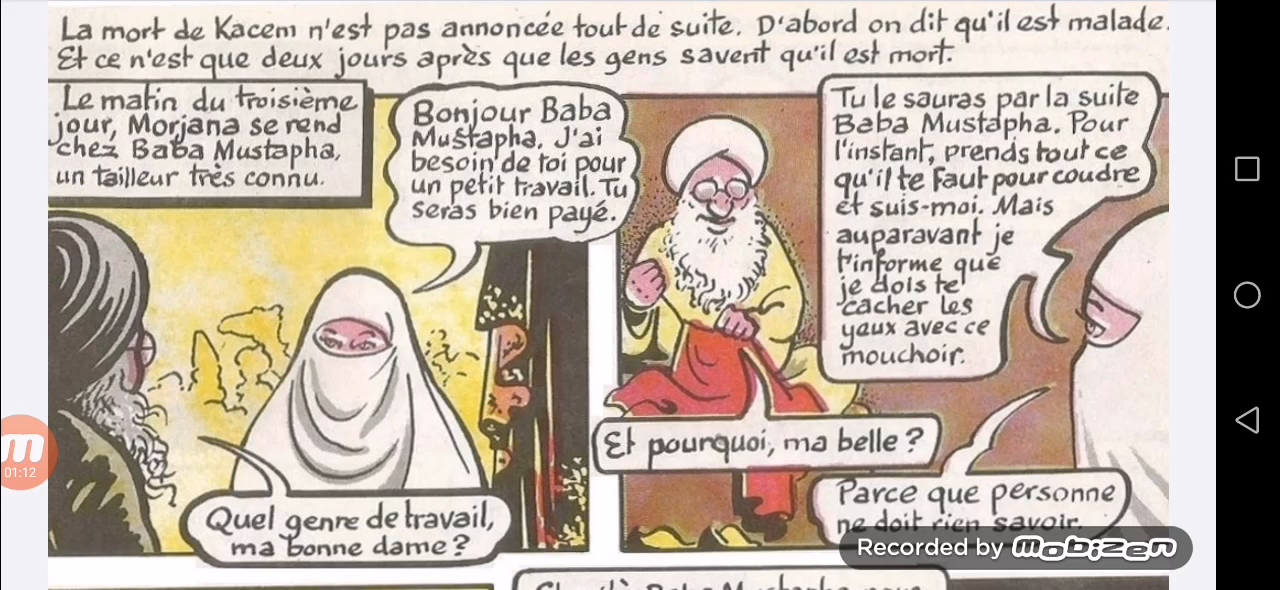 La mort de Kacem n'est pas annoncée tout de suite. D'abord on dit qu'il est malade.
Et ce n'est que deux jours après que les gens savent qu'il est mort.
Le matin du troisième
jour, Morjana se rend
chez Baba Mustapha,
un tailleur très connu.
Bonjour Baba
Mustapha. J'ai
besoin de toi pour
un petit travail. Tu
seras bien payé.
Quel genre de travail,
ma bonne dame?
Et pourquoi, ma belle?
Tu le sauras par la suite
Baba Mustapha. Pour
l'instant, prends tout ce
qu'il te faut pour coudre
et suis-moi. Mais
auparavant je
t'informe que
je dois te
cacher les
yeux avec ce
mouchoir.
Parce que personne
ne doit rien savoir.
Baba Mustapha
Recorded by mobizen
01:12